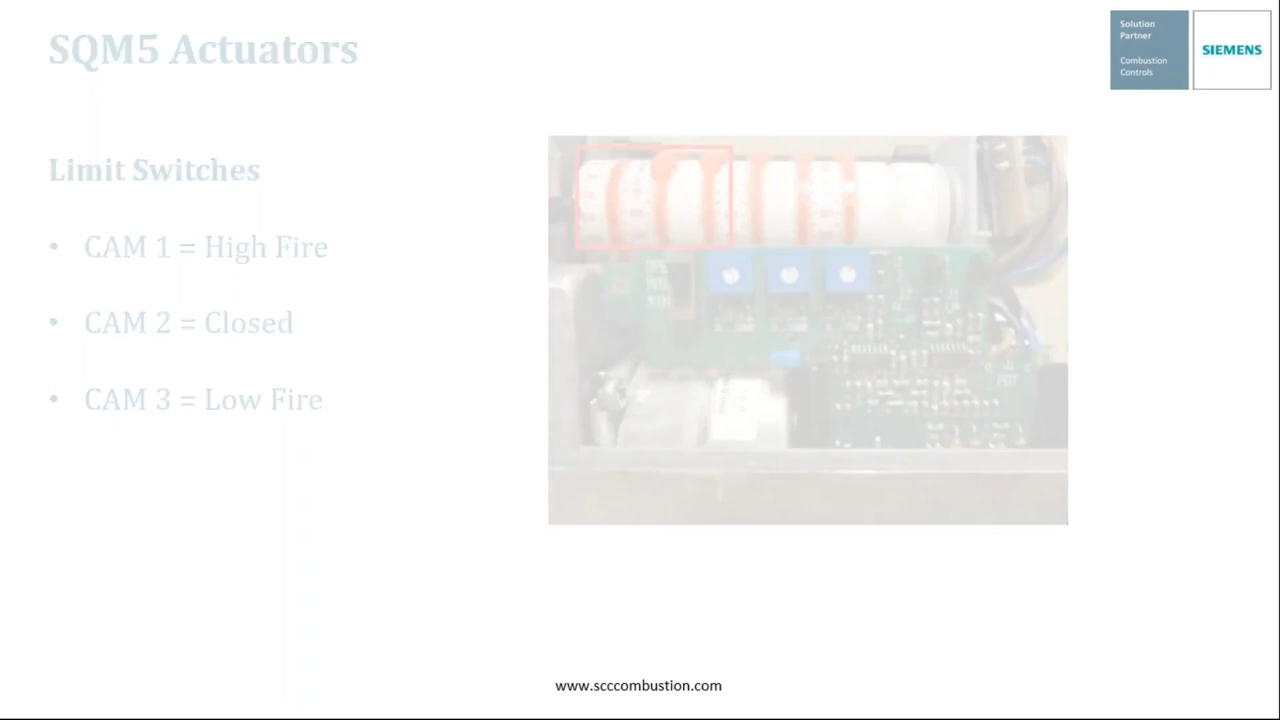 SQM5 Actuators
Solution
Partner
Combustion
Controls
SIEMENS
Limit Switches
• CAM 1 = High Fire
• CAM 2 = Closed
• CAM 3 = Low Fire
www.scccombustion.com